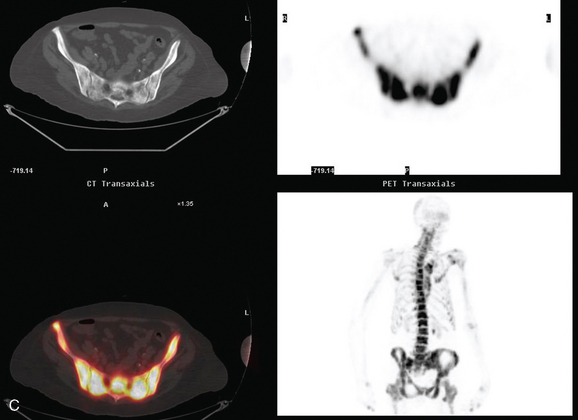 L
R
L
-719.14
P
CT Transaxials
-719.14
P
PET Transaxials
A
×1.35
L
C